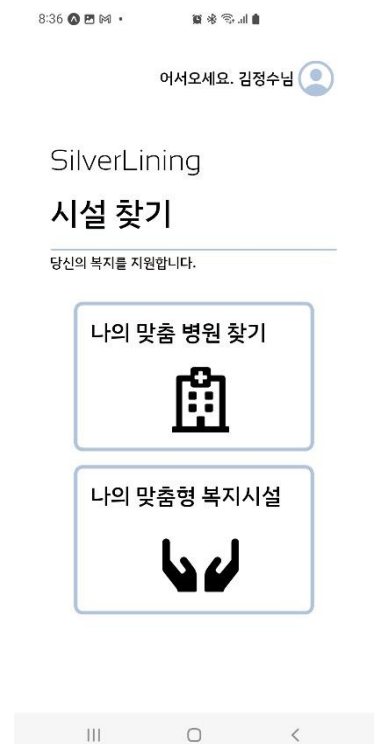 8:36
어서오세요. 김정수님
SilverLining
시설 찾기
당신의 복지를 지원합니다.
나의 맞춤 병원 찾기
나의 맞춤형 복지시설